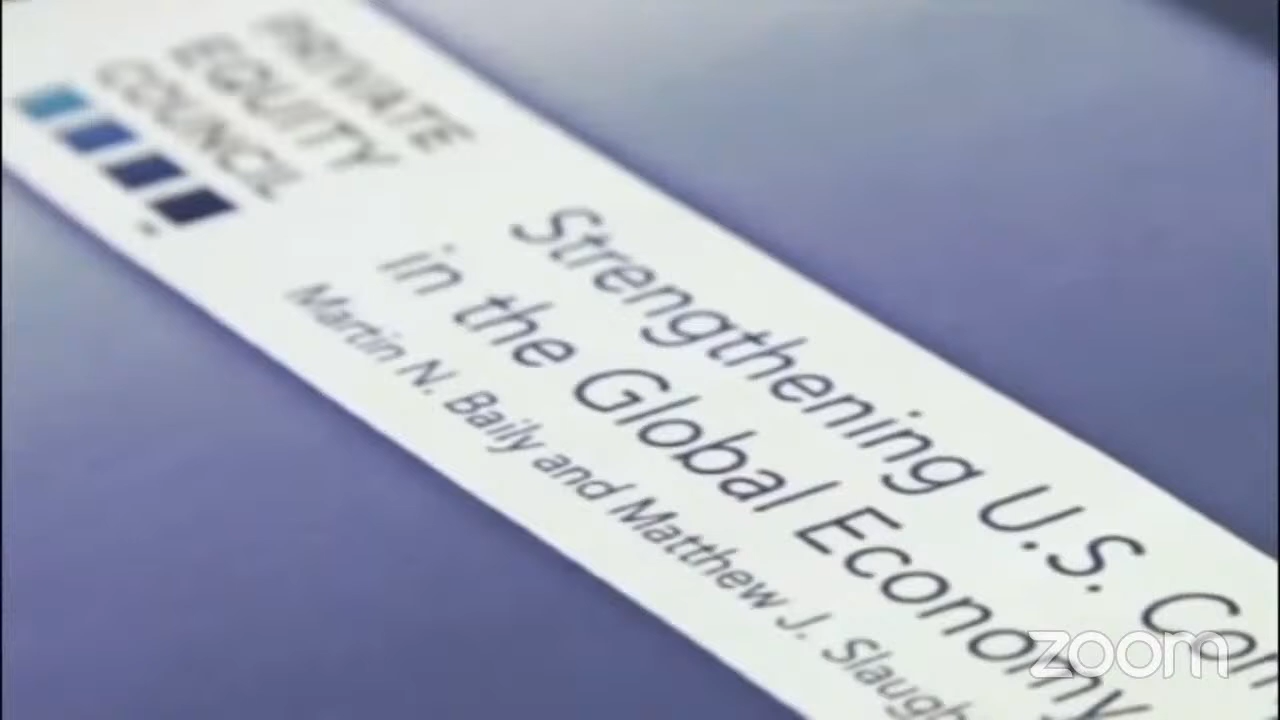 PRIVATE
EQUITY
COUNCIL
Strengthening U.S.
in the Global Economy
Martin N. Baily and Matthew J.
zoom